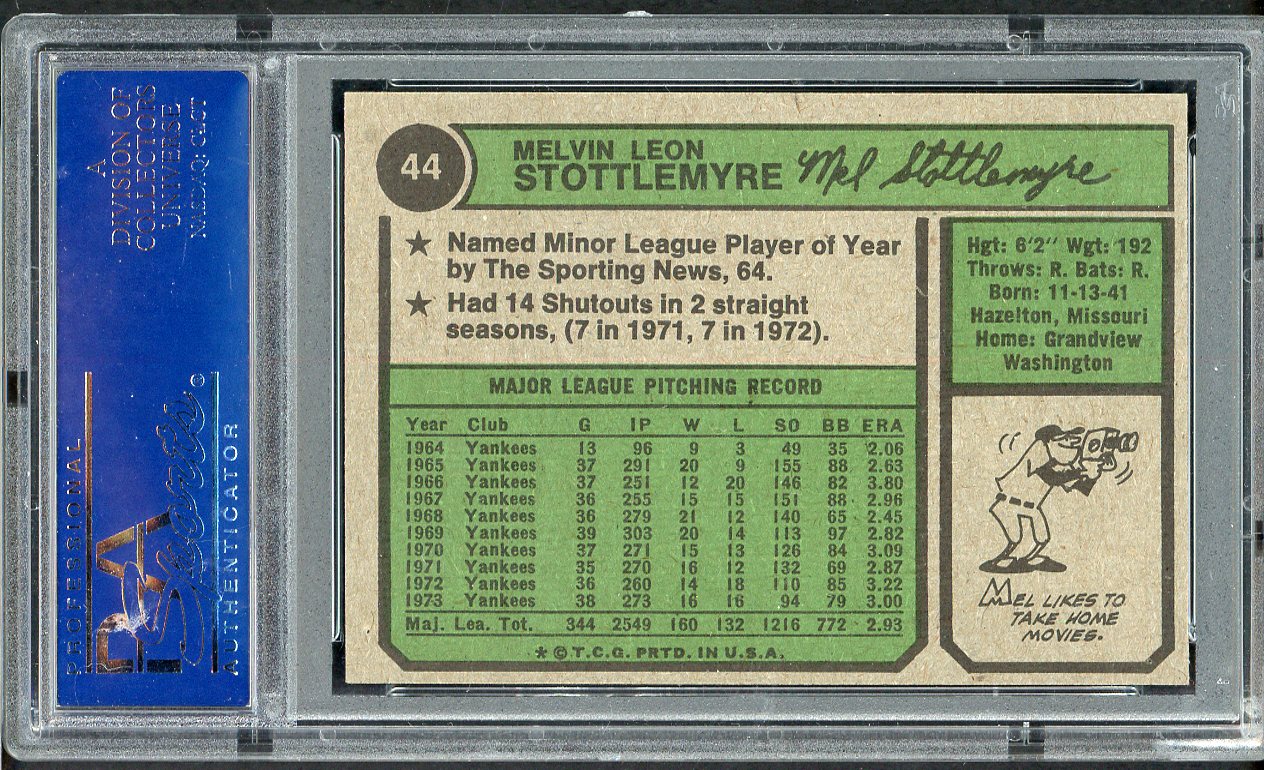 A
DIVISION OF
COLLECTORS
UNIVERSE
NASDAQ: CLCT
PROFESSIONAL
PSA
Sports
AUTHENTICATOR
44
MELVIN LEON
STOTTLEMYRE Mel Stottlemyre
★ Named Minor League Player of Year
by The Sporting News, 64.
★ Had 14 Shutouts in 2 straight
seasons, (7 in 1971, 7 in 1972).
MAJOR LEAGUE PITCHING RECORD
Year Club G IP W L SO BB ERA
1964 Yankees 13 96 9 3 49 35 2.06
1965 Yankees 37 291 20 9 155 88 2.63
1966 Yankees 37 251 12 20 146 82 3.80
1967 Yankees 36 255 15 15 151 88 2.96
1968 Yankees 36 279 21 12 140 65 2.45
1969 Yankees 39 303 20 14 113 97 2.82
1970 Yankees 37 271 15 13 126 84 3.09
1971 Yankees 35 270 16 12 132 69 2.87
1972 Yankees 36 260 14 18 110 85 3.22
1973 Yankees 38 273 16 16 94 79 3.00
Maj. Lea. Tot. 344 2549 160 132 1216 772 2.93
* © T.C.G. PRTD. IN U.S.A.
Hgt: 6'2" Wgt: 192
Throws: R. Bats: R.
Born: 11-13-41
Hazelton, Missouri
Home: Grandview
Washington
MEL LIKES TO
TAKE HOME
MOVIES.